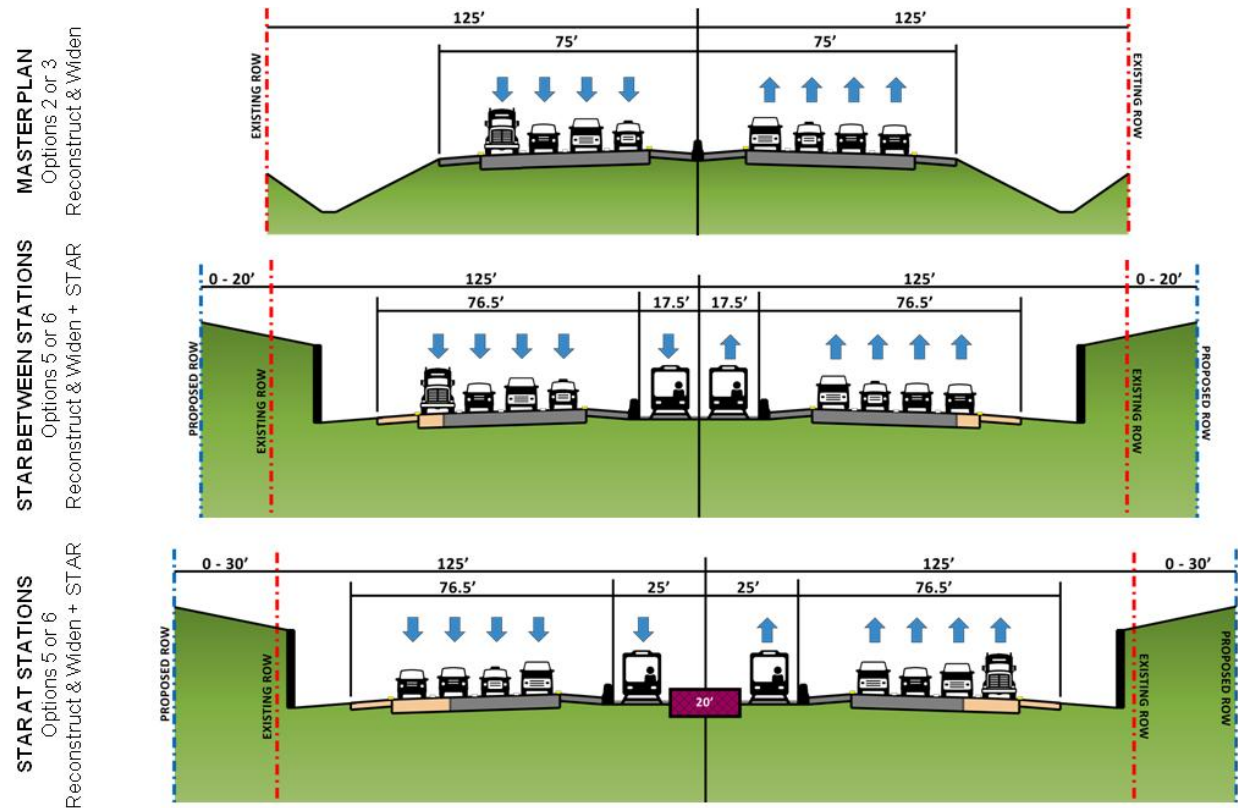 MASTER PLAN
Options 2 or 3
Reconstruct & Widen
125’
125’
75’
75’
EXISTING ROW
EXISTING ROW
STAR BETWEEN STATIONS
Options 5 or 6
Reconstruct & Widen + STAR
0 - 20’
125’
125’
0 - 20’
76.5’
17.5’
17.5’
76.5’
PROPOSED ROW
EXISTING ROW
EXISTING ROW
PROPOSED ROW
STAR AT STATIONS
Options 5 or 6
Reconstruct & Widen + STAR
0 - 30’
125’
125’
0 - 30’
76.5’
25’
25’
76.5’
PROPOSED ROW
EXISTING ROW
20’
EXISTING ROW
PROPOSED ROW